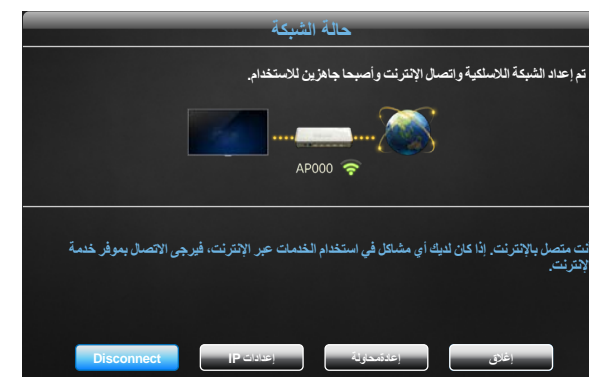 حالة الشبكة
تم إعداد الشبكة اللاسلكية واتصال الإنترنت وأصبحا جاهزين للاستخدام.
AP000
نت متصل بالإنترنت. إذا كان لديك أي مشاكل في استخدام الخدمات عبر الإنترنت، فيرجى الاتصال بموفر خدمة
لإنترنت.
إغلاق
إعادةمحاولة
إعدادات IP
Disconnect